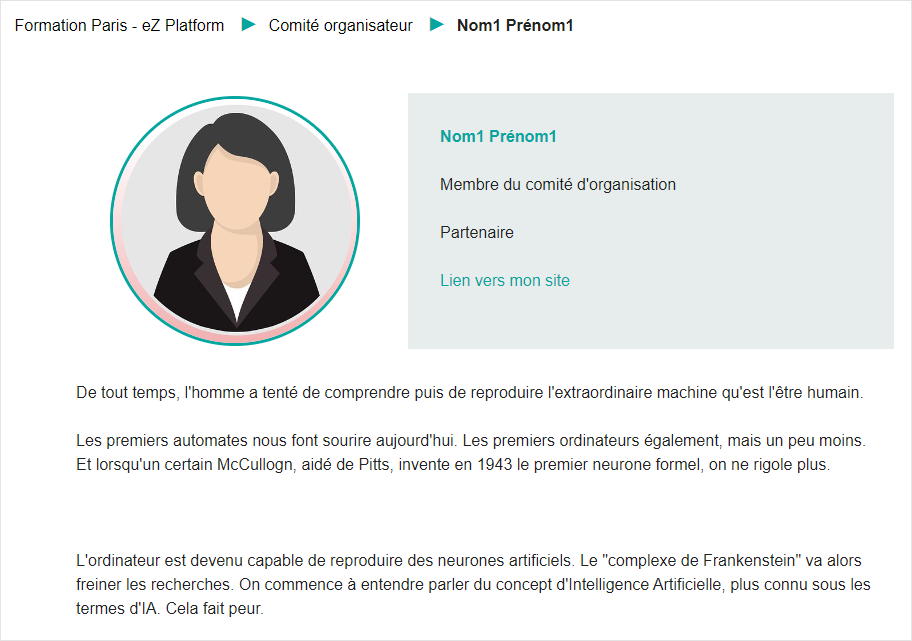 Formation Paris - eZ Platform ▶ Comité organisateur ▶ Nom1 Prénom1
Nom1 Prénom1
Membre du comité d'organisation
Partenaire
Lien vers mon site
De tout temps, l'homme a tenté de comprendre puis de reproduire l'extraordinaire machine qu'est l'être humain.
Les premiers automates nous font sourire aujourd'hui. Les premiers ordinateurs également, mais un peu moins.
Et lorsqu'un certain McCullogn, aidé de Pitts, invente en 1943 le premier neurone formel, on ne rigole plus.
L'ordinateur est devenu capable de reproduire des neurones artificiels. Le "complexe de Frankenstein" va alors
freiner les recherches. On commence à entendre parler du concept d'Intelligence Artificielle, plus connu sous les
termes d'IA. Cela fait peur.